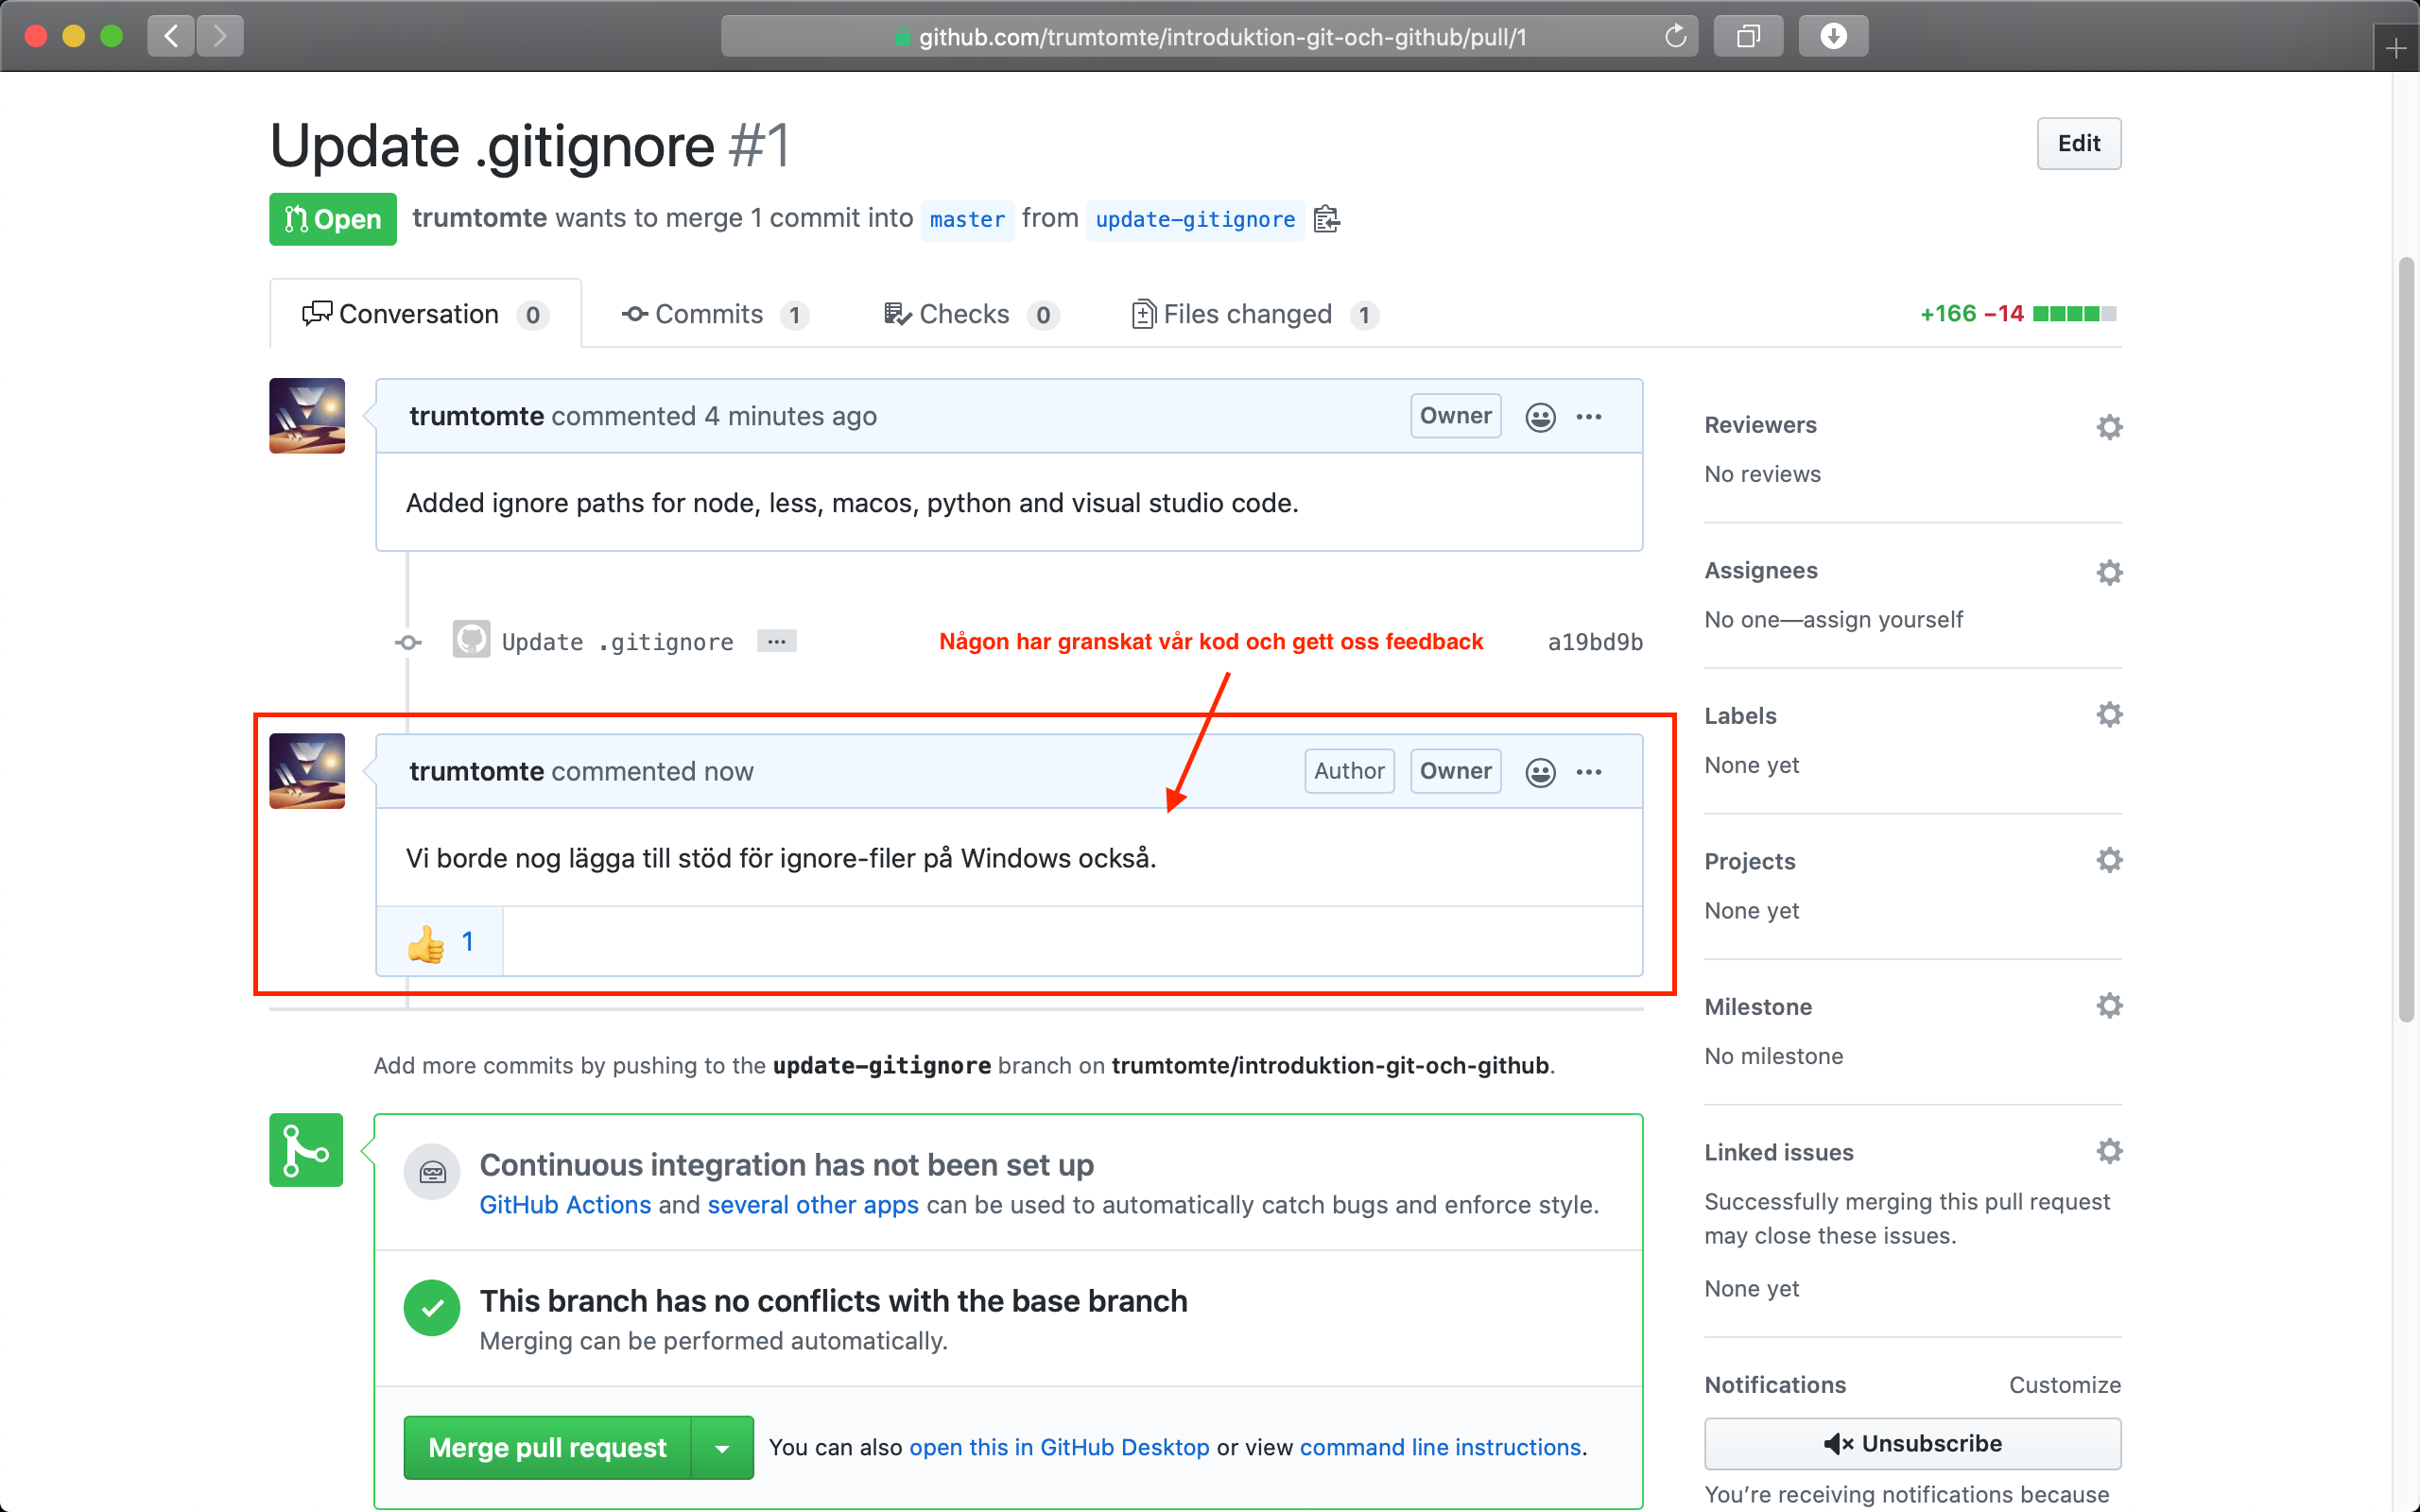 github.com/trumtomte/introduktion-git-och-github/pull/1
Update .gitignore #1
Edit
Open
trumtomte wants to merge 1 commit into master from update-gitignore
Conversation 0
Commits 1
Checks 0
Files changed 1
+166 −14
trumtomte commented 4 minutes ago
Owner
Added ignore paths for node, less, macos, python and visual studio code.
Update .gitignore
Någon har granskat vår kod och gett oss feedback
a19bd9b
trumtomte commented now
Author
Owner
Vi borde nog lägga till stöd för ignore-filer på Windows också.
👍 1
Add more commits by pushing to the update-gitignore branch on trumtomte/introduktion-git-och-github.
Continuous integration has not been set up
GitHub Actions and several other apps can be used to automatically catch bugs and enforce style.
This branch has no conflicts with the base branch
Merging can be performed automatically.
Merge pull request
You can also open this in GitHub Desktop or view command line instructions.
Reviewers
No reviews
Assignees
No one—assign yourself
Labels
None yet
Projects
None yet
Milestone
No milestone
Linked issues
Successfully merging this pull request
may close these issues.
None yet
Notifications
Customize
Unsubscribe
You’re receiving notifications because